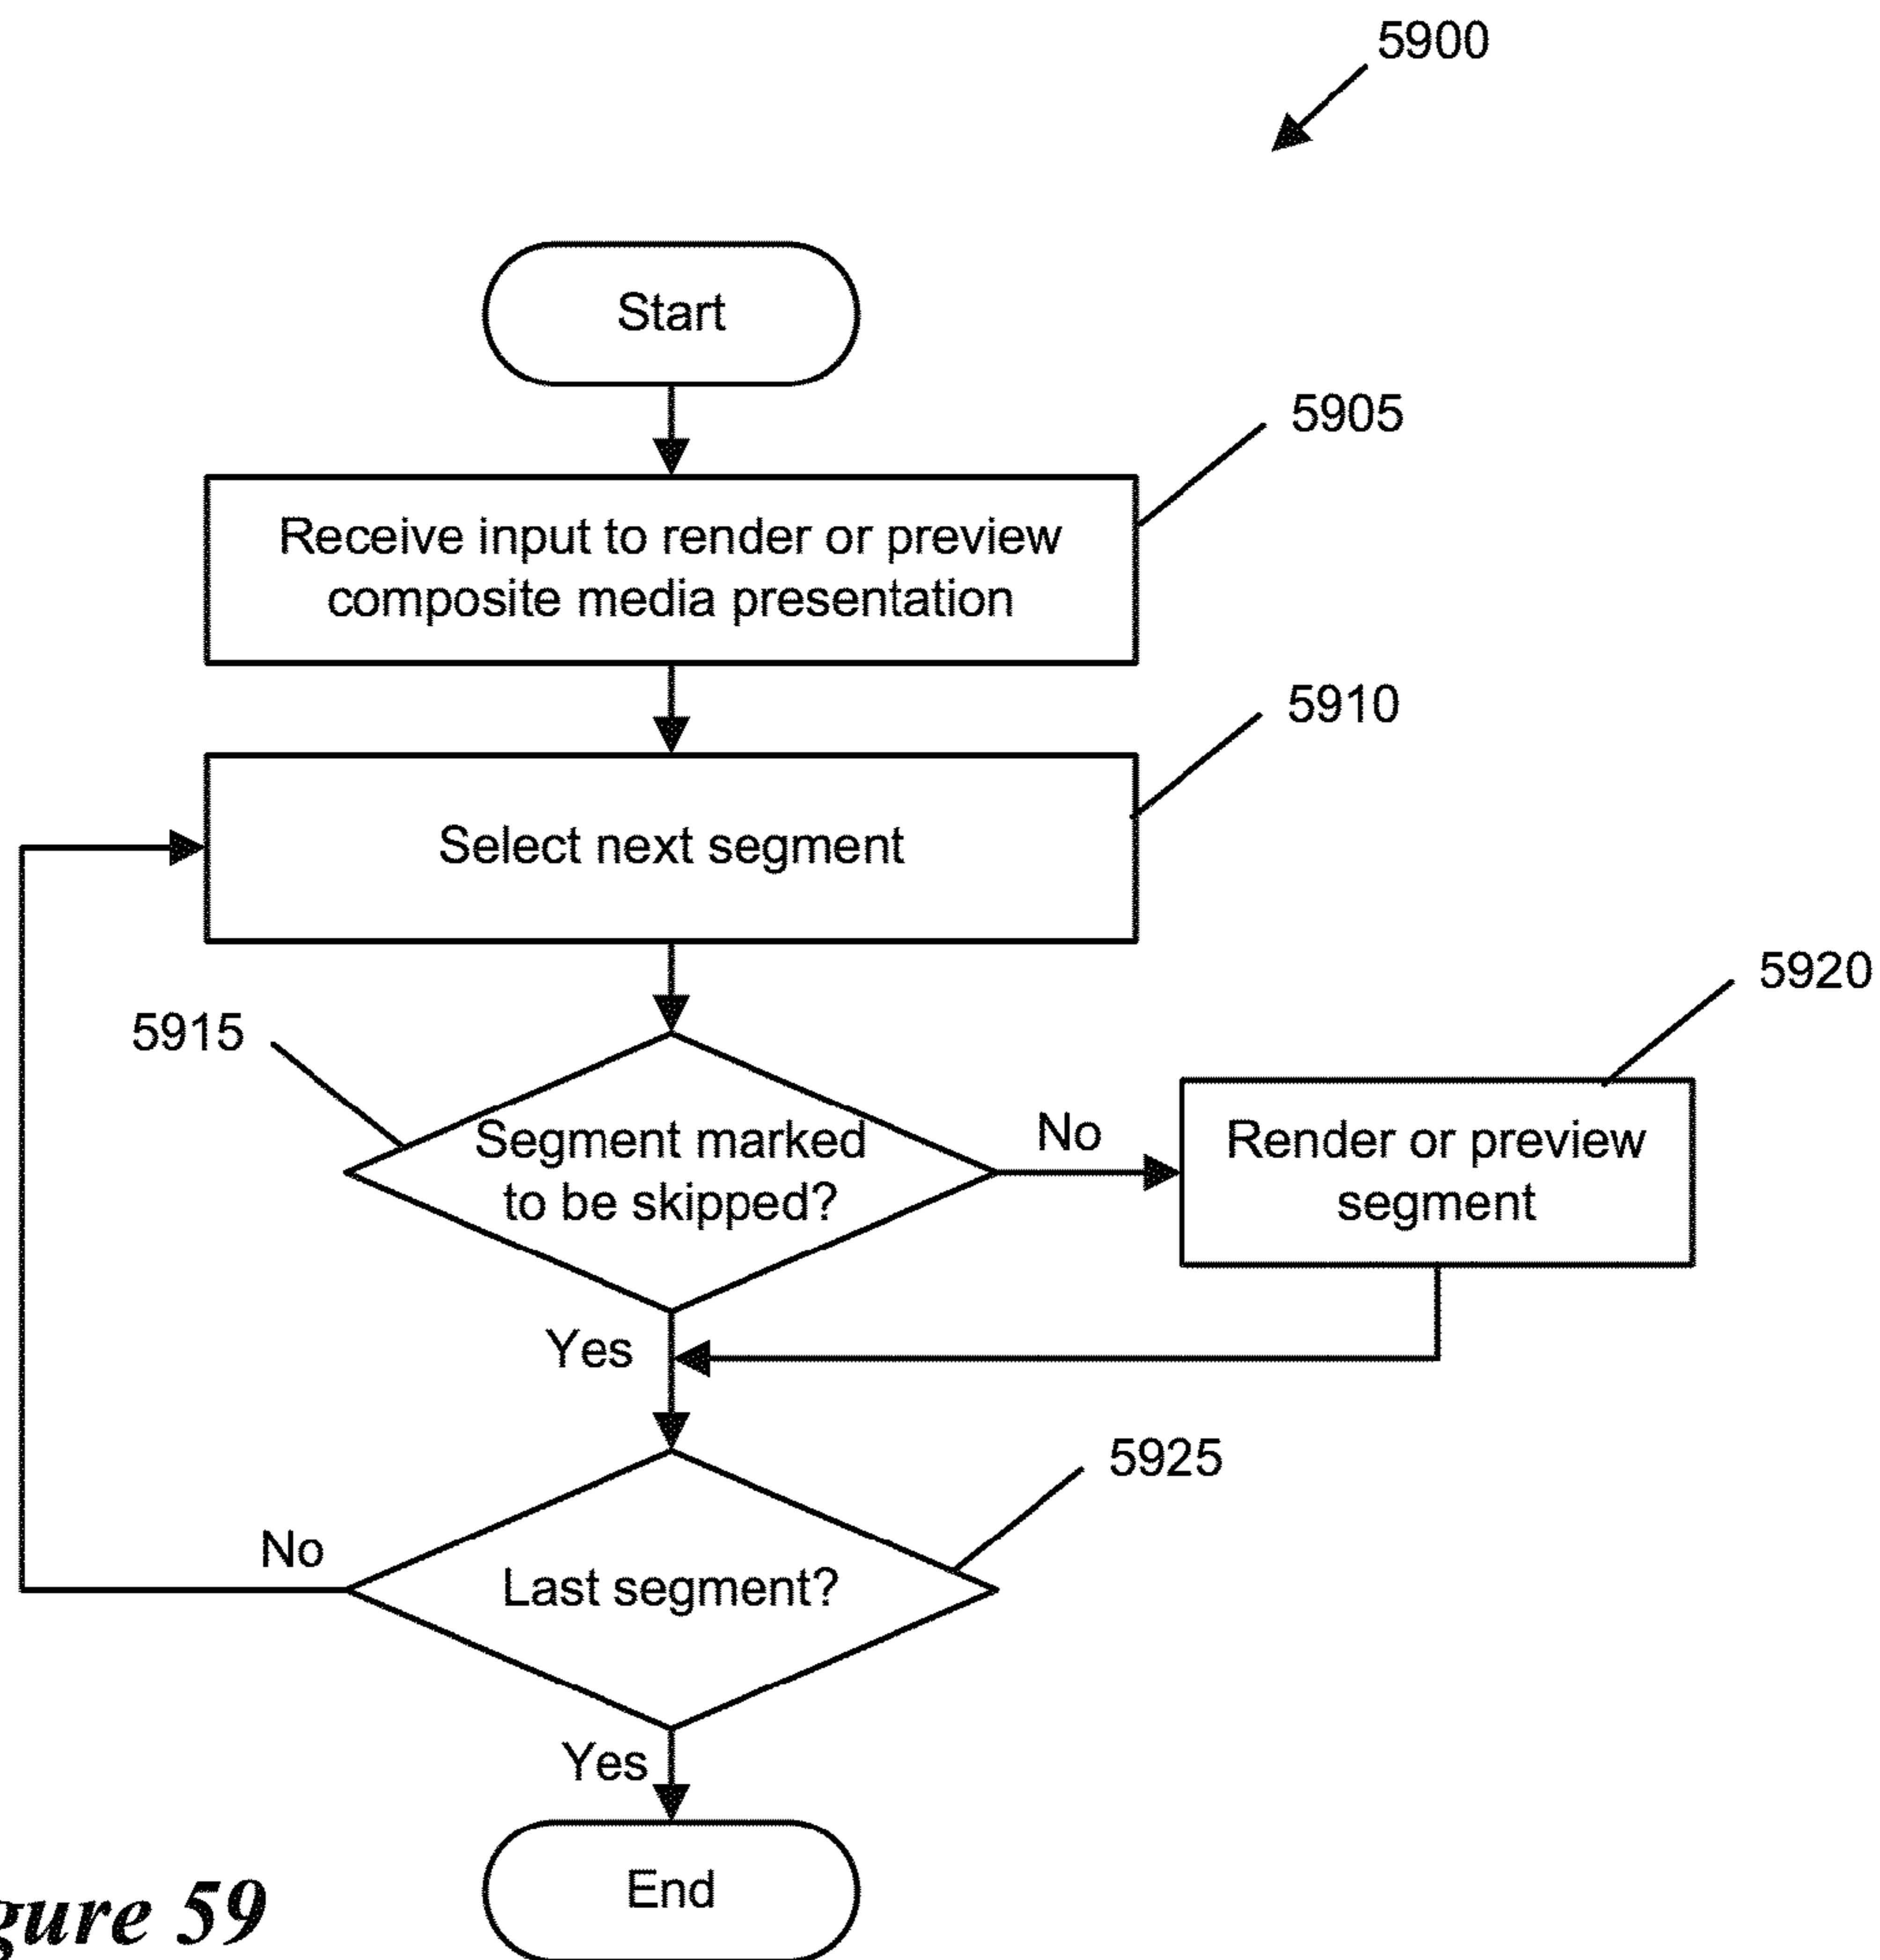 5900
Start
5905
Receive input to render or preview
composite media presentation
5910
Select next segment
5915
Segment marked
to be skipped?
No
5920
Render or preview
segment
Yes
5925
No
Last segment?
Yes
End
gure 59